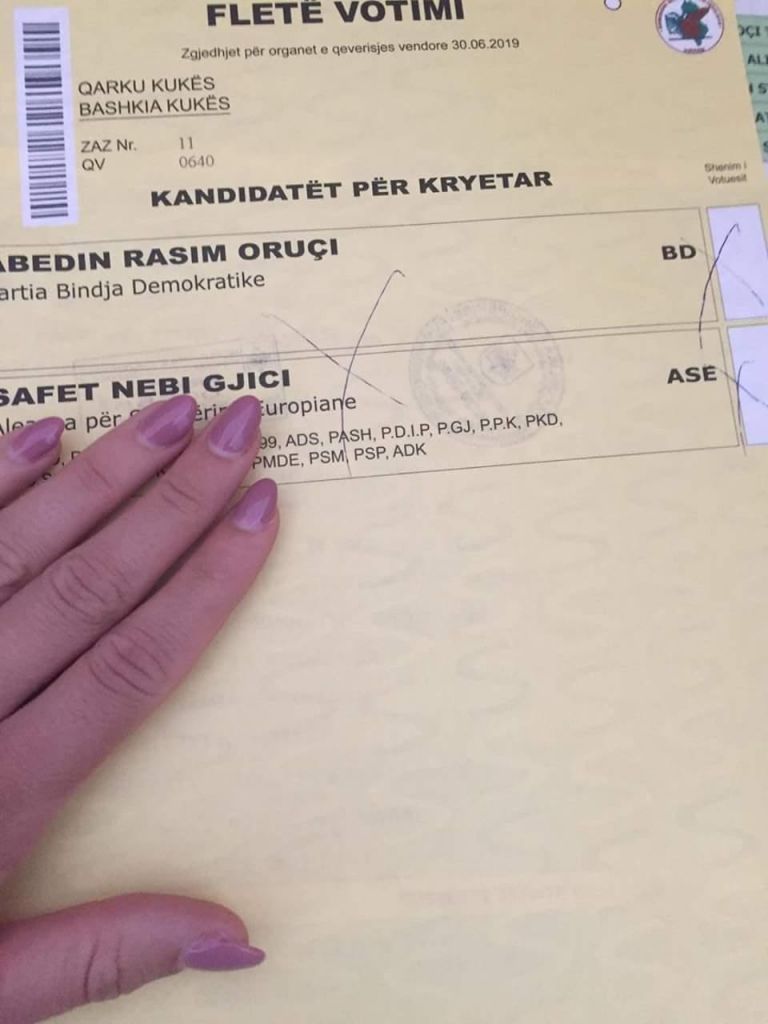 FLETË VOTIMI
Zgjedhjet për organet e qeverisjes vendore 30.06.2019
QARKU KUKËS
BASHKIA KUKËS
ZAZ Nr. 11
QV 0640
KANDIDATËT PËR KRYETAR
Shenim i
Votuesit
ABEDIN RASIM ORUÇI BD
artia Bindja Demokratike
SAFET NEBI GJICI ASE
a për Europiane
99, ADS, PASH, P.D.I.P, P.GJ, P.P.K, PKD,
PMDE, PSM, PSP, ADK